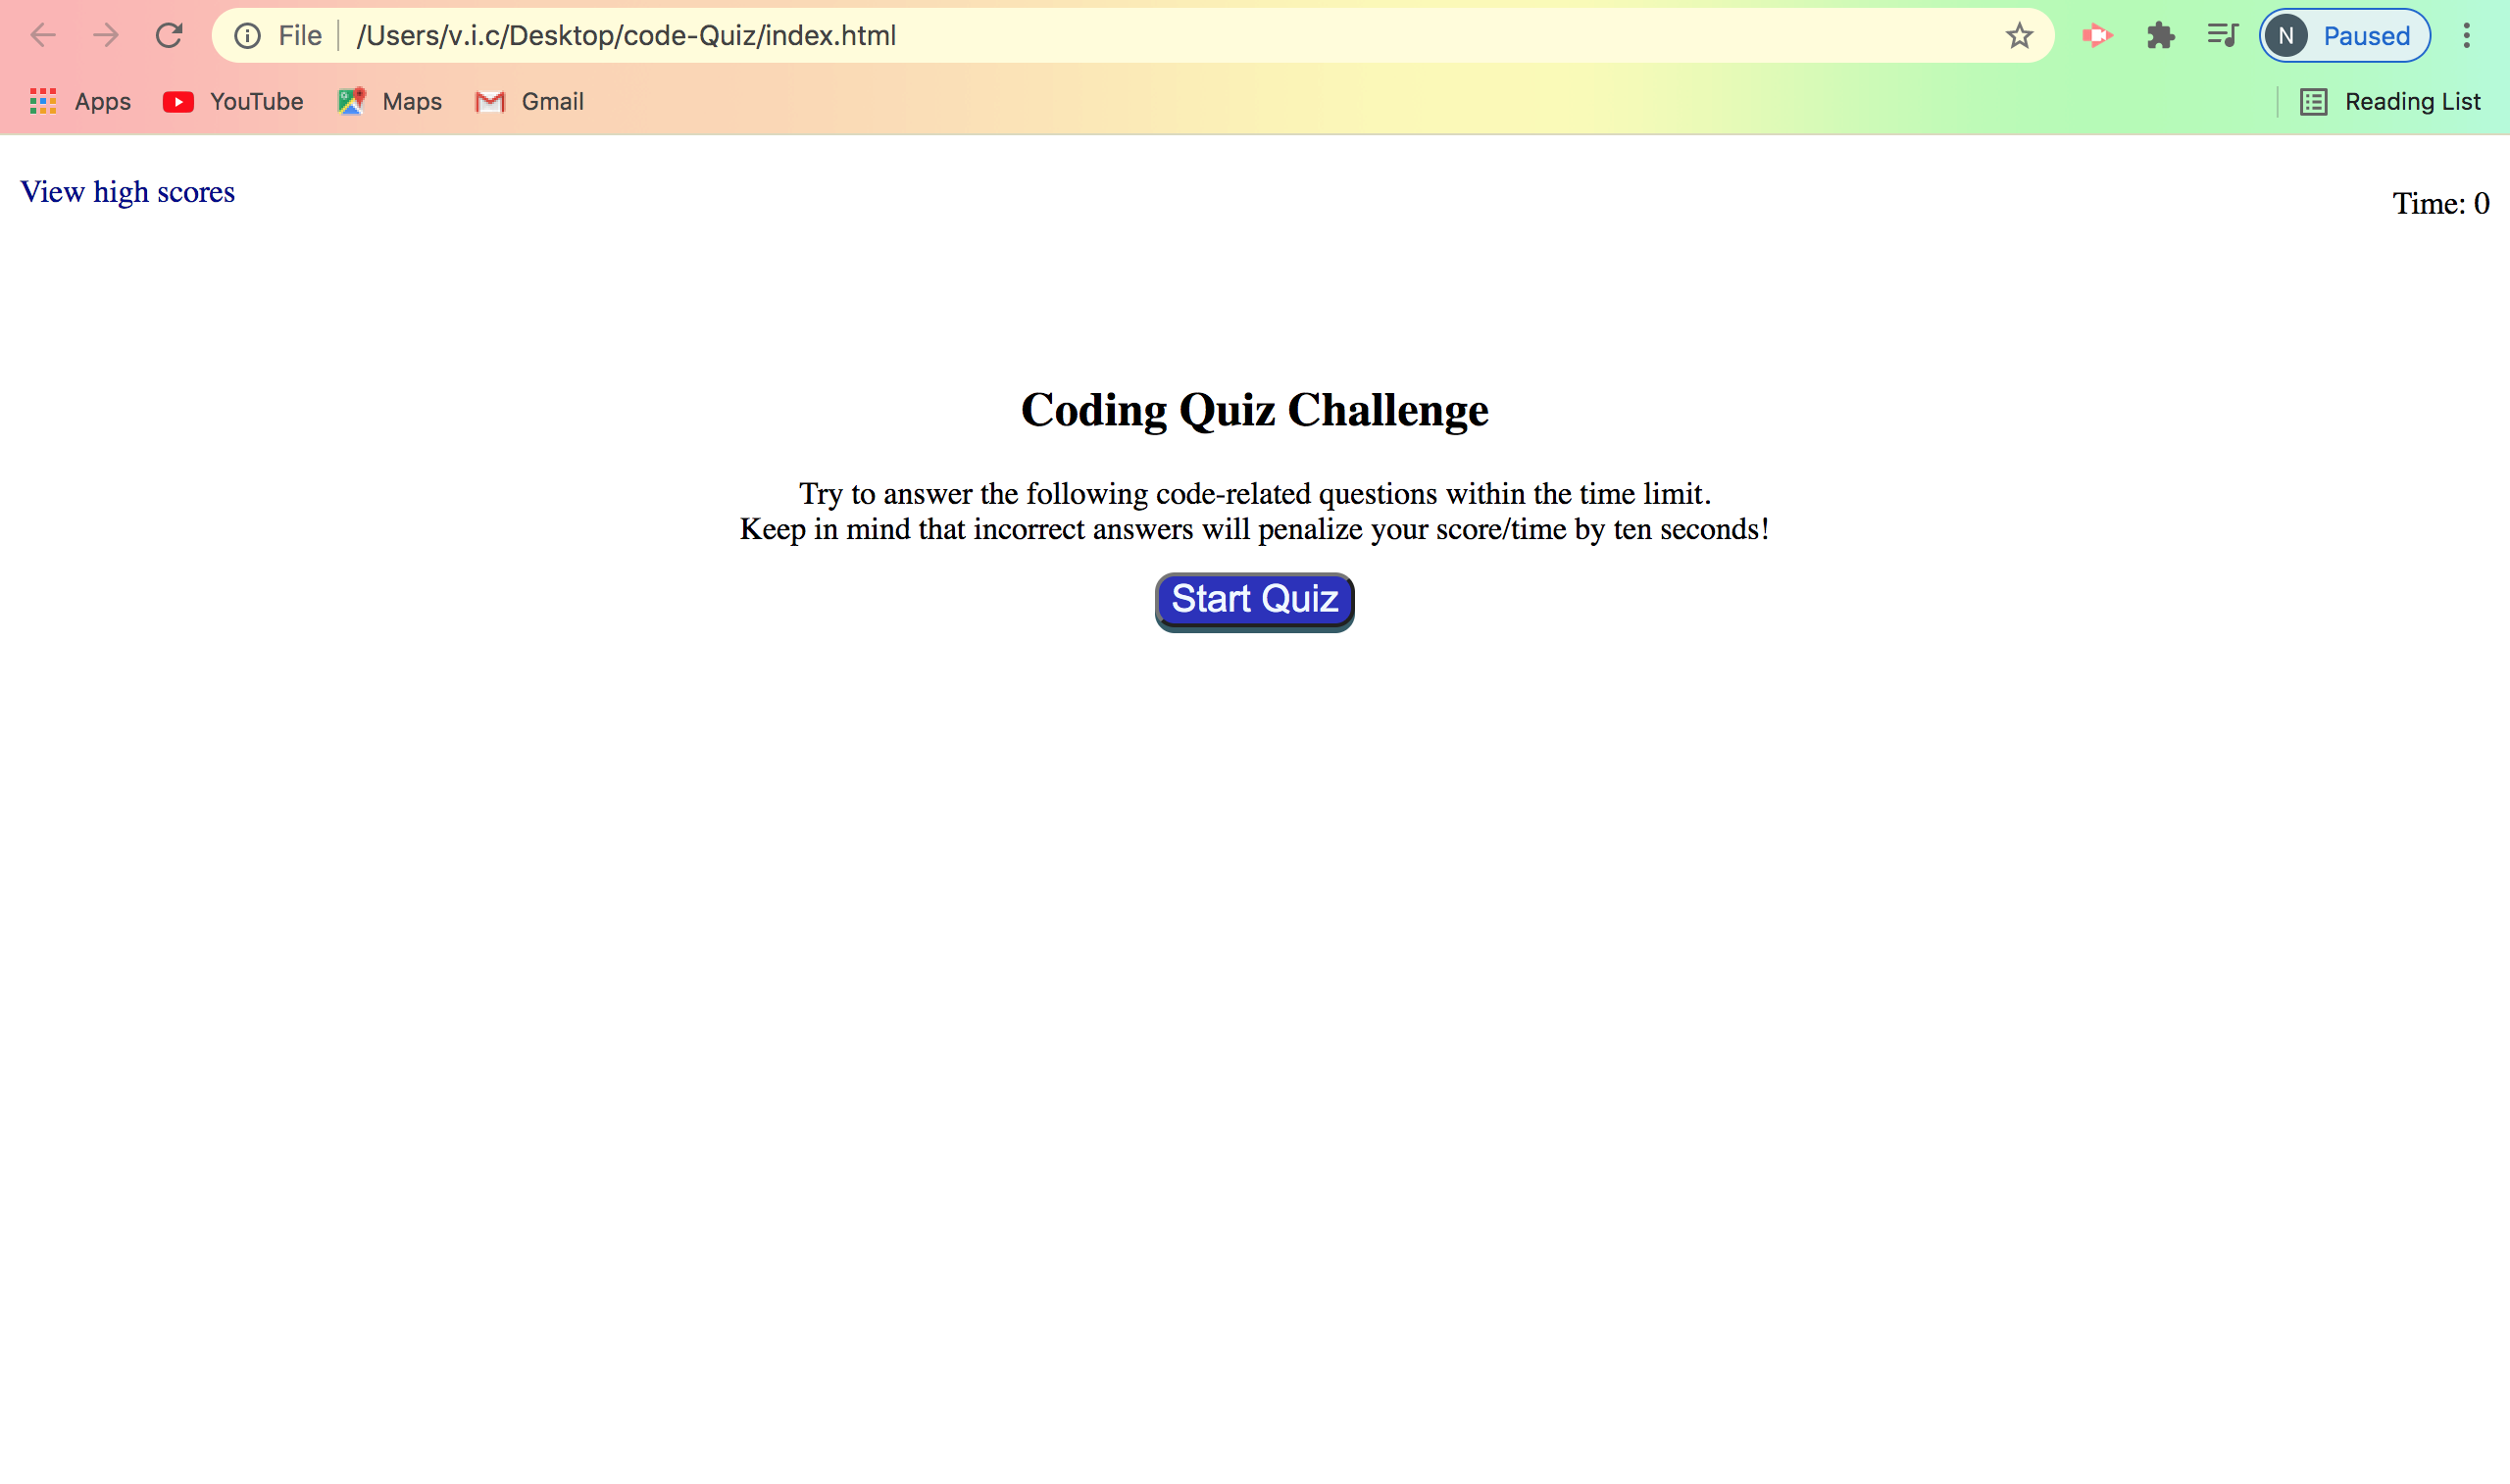 File /Users/v.i.c/Desktop/code-Quiz/index.html N Paused
Apps YouTube Maps Gmail Reading List
View high scores
Time: 0
Coding Quiz Challenge
Try to answer the following code-related questions within the time limit.
Keep in mind that incorrect answers will penalize your score/time by ten seconds!
Start Quiz